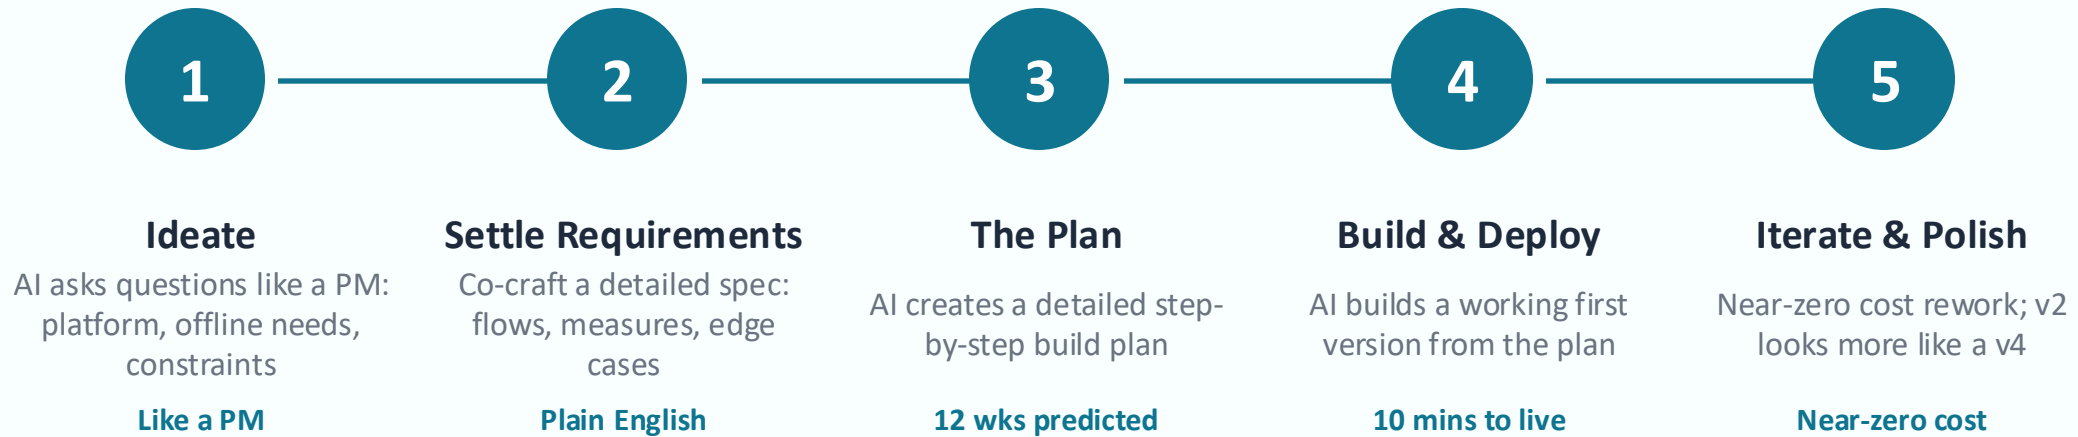 1
2
3
4
5
Ideate
AI asks questions like a PM:
platform, offline needs,
constraints
Like a PM
Settle Requirements
Co-craft a detailed spec:
flows, measures, edge
cases
Plain English
The Plan
AI creates a detailed step-
by-step build plan
12 wks predicted
Build & Deploy
AI builds a working first
version from the plan
10 mins to live
Iterate & Polish
Near-zero cost rework; v2
looks more like a v4
Near-zero cost